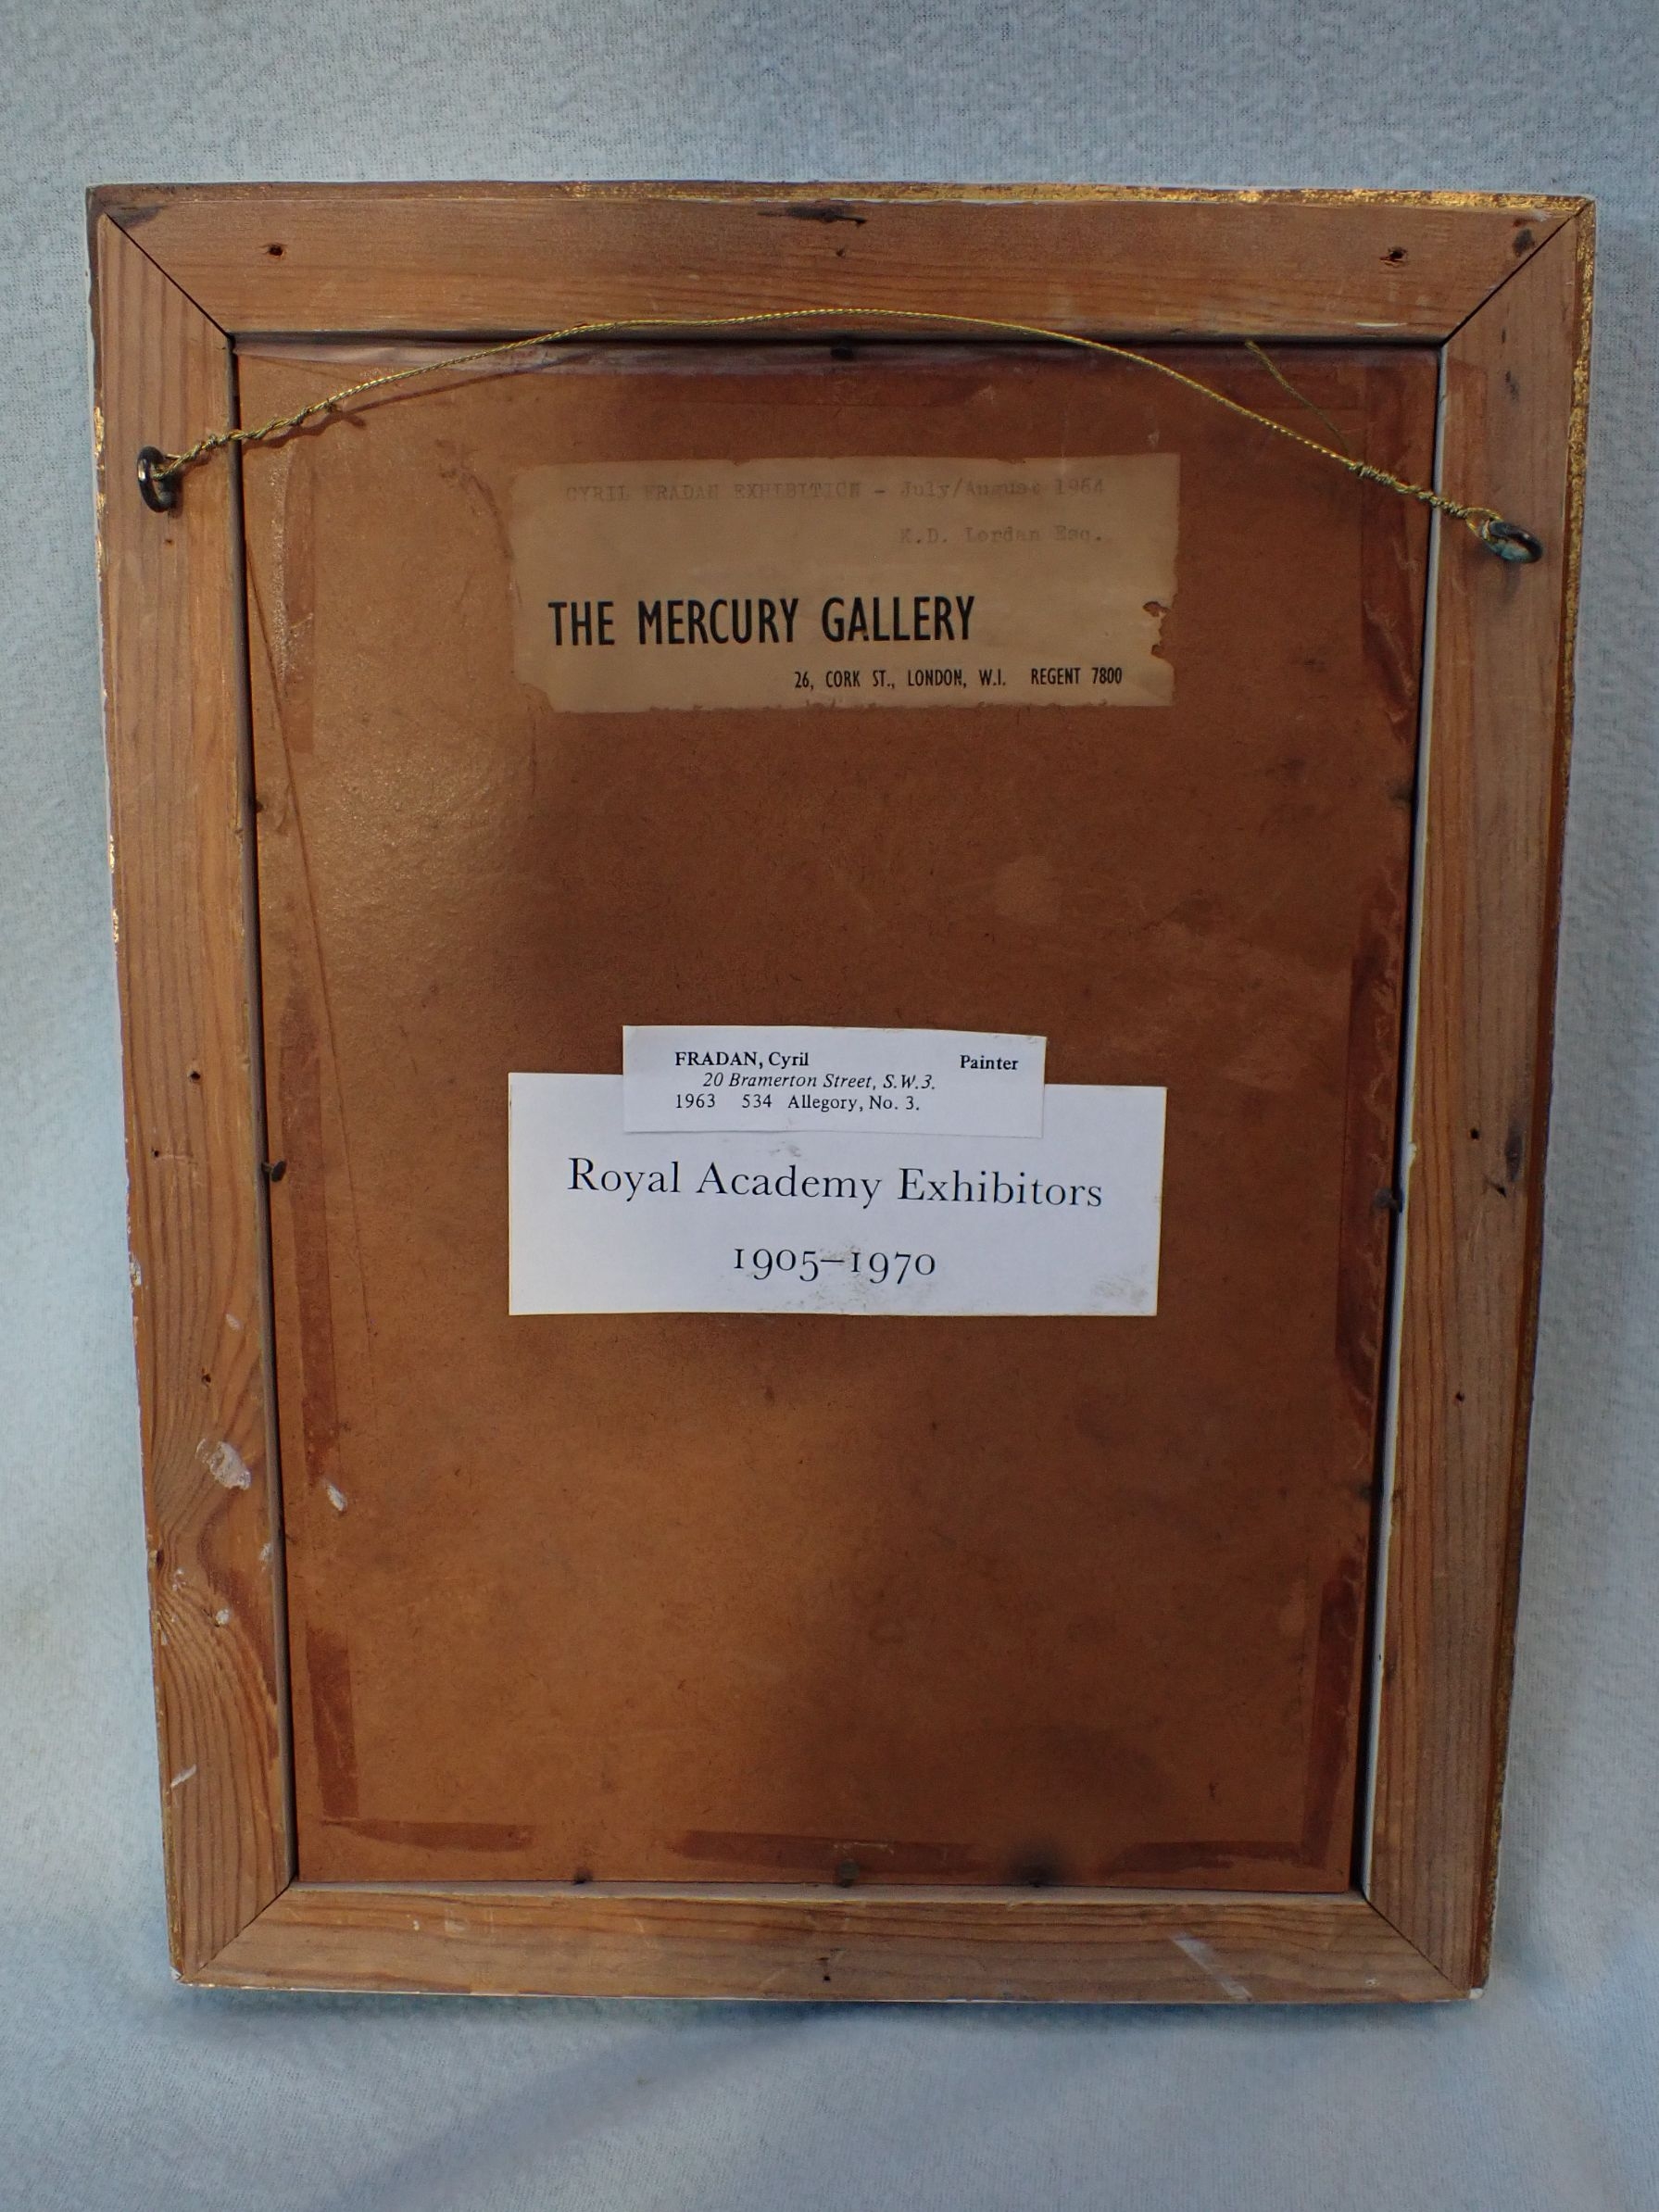 CYRIL FRADAN EXHIBITION - July/August 1964
K.D. Lordan Esq.
THE MERCURY GALLERY
26, CORK ST., LONDON, W.I. REGENT 7800
FRADAN, Cyril Painter
20 Bramerton Street, S.W.3.
1963 534 Allegory, No. 3.
Royal Academy Exhibitors
1905–1970